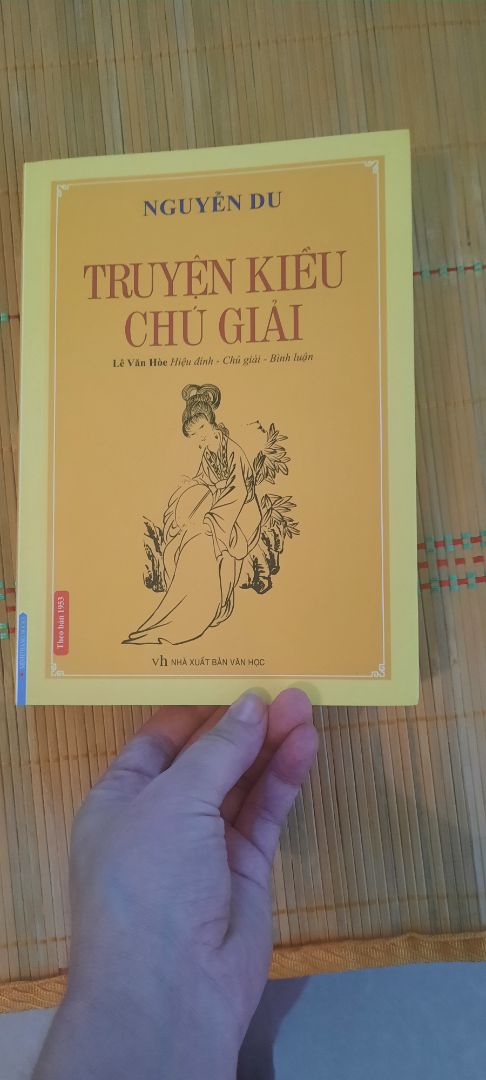 NGUYỄN DU
TRUYỆN KIỀU
CHÚ GIẢI
Lê Văn Hòe Hiệu đính - Chú giải - Bình luận
Theo bản 1953
vh NHÀ XUẤT BẢN VĂN HỌC